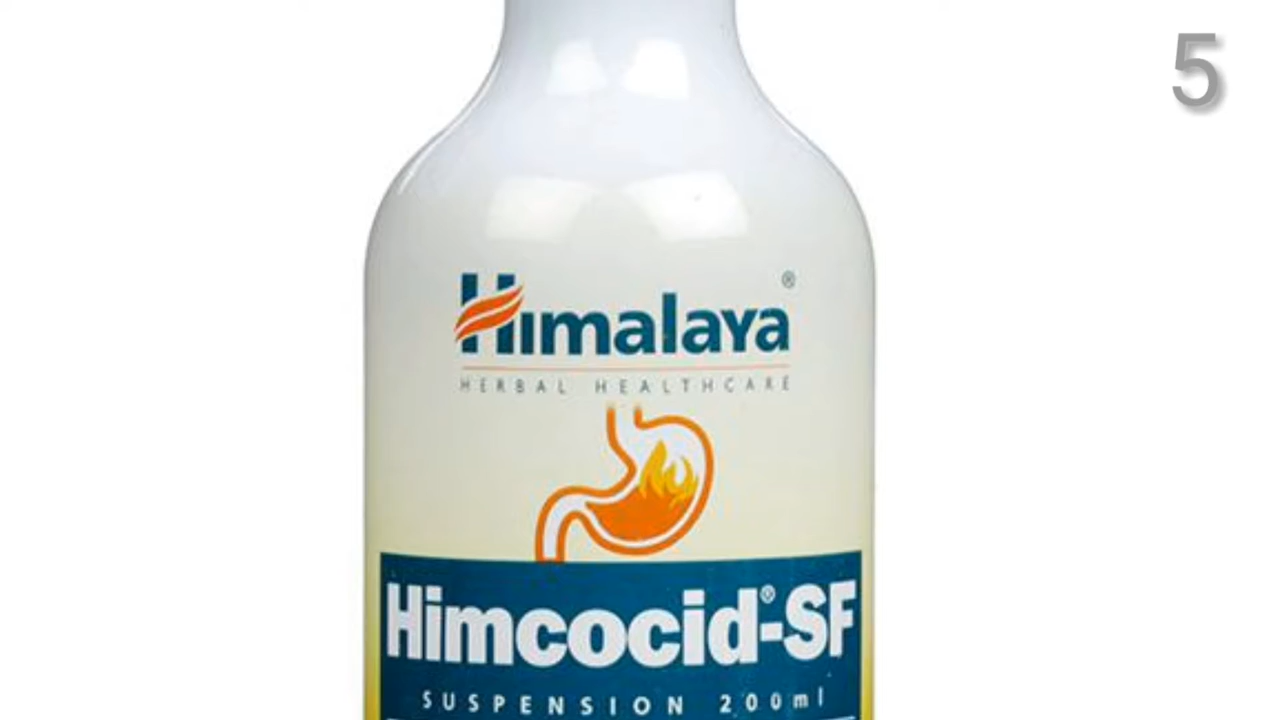 5
Himalaya®
HERBAL HEALTHCARE
Himcocid®-SF
SUSPENSION 200ml